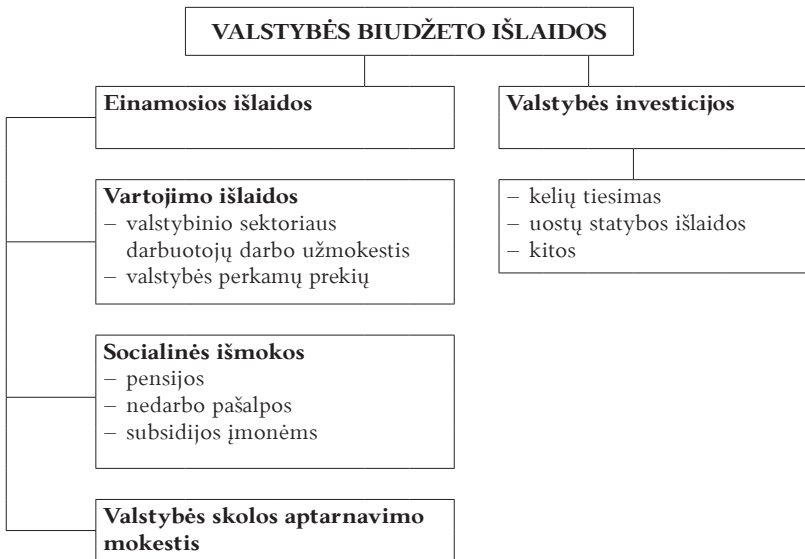 VALSTYBĖS BIUDŽETO IŠLAIDOS
Einamosios išlaidos
Valstybės investicijos
Vartojimo išlaidos
– valstybinio sektoriaus
darbuotojų darbo užmokestis
– valstybės perkamų prekių
– kelių tiesimas
– uostų statybos išlaidos
– kitos
Socialinės išmokos
– pensijos
– nedarbo pašalpos
– subsidijos įmonėms
Valstybės skolos aptarnavimo
mokestis